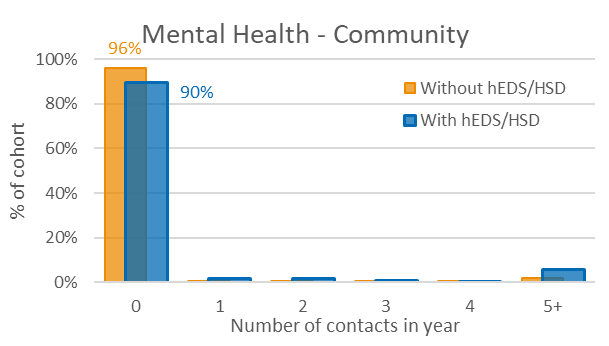 Mental Health - Community
96%
100%
90%
Without hEDS/HSD
With hEDS/HSD
80%
60%
40%
20%
0%
% of cohort
0 1 2 3 4 5+
Number of contacts in year